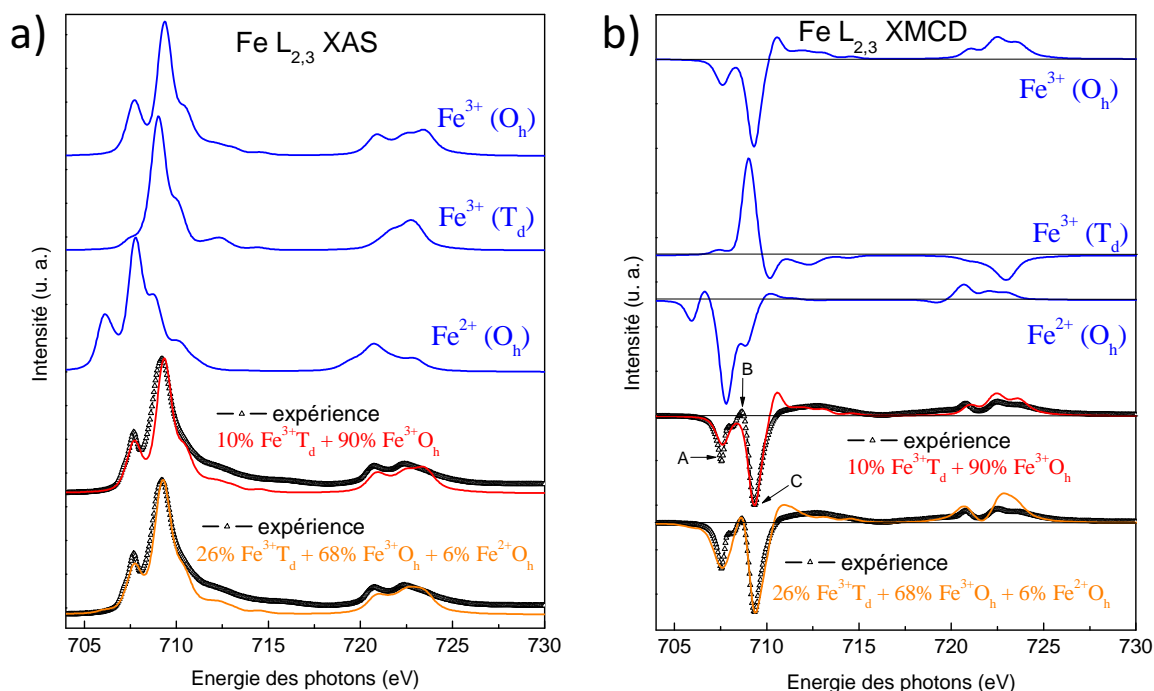 a)
Fe L2,3 XAS
Fe3+ (Oh)
Fe3+ (Td)
Fe2+ (Oh)
– △ – expérience
10% Fe3+Td + 90% Fe3+Oh
– △ – expérience
26% Fe3+Td + 68% Fe3+Oh + 6% Fe2+Oh
Intensité (u. a.)
705 710 715 720 725 730
Energie des photons (eV)
b)
Fe L2,3 XMCD
Fe3+ (Oh)
Fe3+ (Td)
Fe2+ (Oh)
B
A
C
– △ – expérience
10% Fe3+Td + 90% Fe3+Oh
– △ – expérience
26% Fe3+Td + 68% Fe3+Oh + 6% Fe2+Oh
Intensité (u. a.)
705 710 715 720 725 730
Energie des photons (eV)